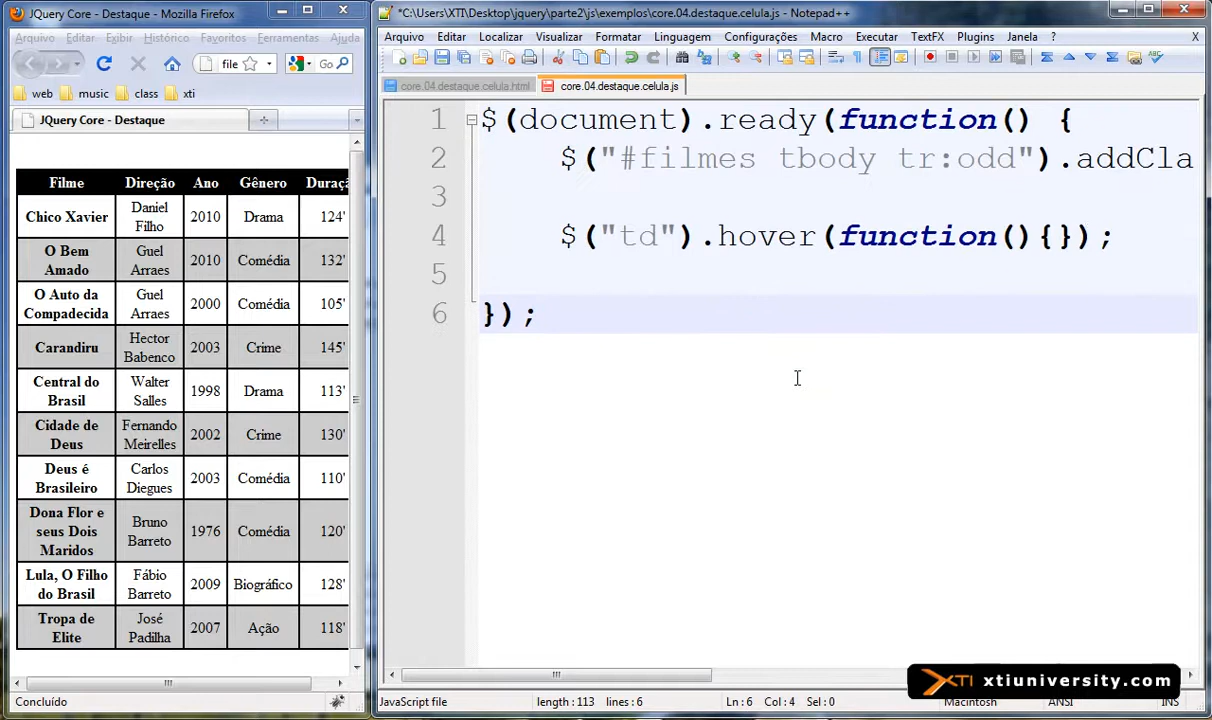 JQuery Core - Destaque - Mozilla Firefox
Arquivo Editar Exibir Histórico Favoritos Ferramentas Ajuda
file
Go
web music class xti
JQuery Core - Destaque
Filme Direção Ano Gênero Duraçã
Chico Xavier Daniel Filho 2010 Drama 124'
O Bem Amado Guel Arraes 2010 Comédia 132'
O Auto da Compadecida Guel Arraes 2000 Comédia 105'
Carandiru Hector Babenco 2003 Crime 145'
Central do Brasil Walter Salles 1998 Drama 113'
Cidade de Deus Fernando Meirelles 2002 Crime 130'
Deus é Brasileiro Carlos Diegues 2003 Comédia 110'
Dona Flor e seus Dois Maridos Bruno Barreto 1976 Comédia 120'
Lula, O Filho do Brasil Fábio Barreto 2009 Biográfico 128'
Tropa de Elite José Padilha 2007 Ação 118'
Concluído
*C:\Users\XTI\Desktop\jquery\parte2\js\exemplos\core.04.destaque.celula.js - Notepad++
Arquivo Editar Localizar Visualizar Formatar Linguagem Configurações Macro Executar TextFX Plugins Janela ? X
core.04.destaque.celula.html core.04.destaque.celula.js
1 $(document).ready(function() {
2 $("#filmes tbody tr:odd").addCla
3
4 $("td").hover(function(){});
5
6 });
JavaScript file length : 113 lines : 6 Ln : 6 Col : 4 Sel : 0 Macintosh ANSI INS
XTI xtiuniversity.com